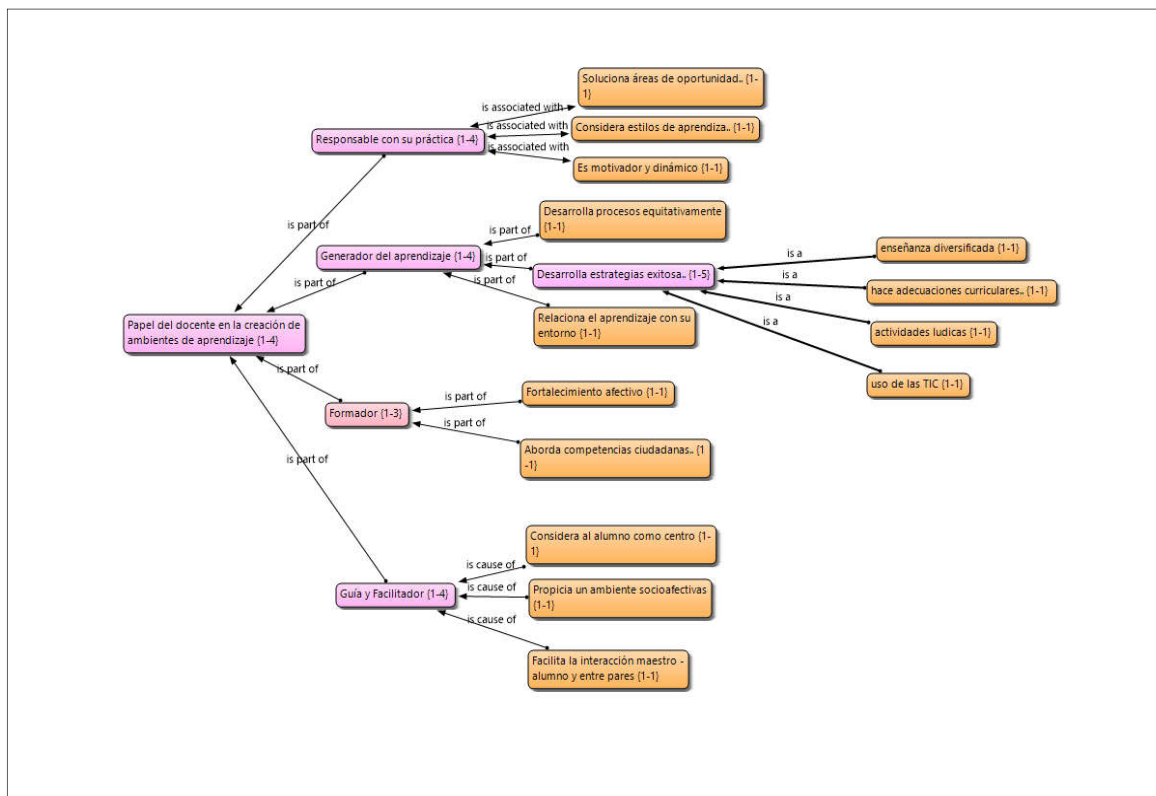 Soluciona áreas de oportunidad.. {1-
1}
is associated with
is associated with
Considera estilos de aprendiza.. {1-1}
Responsable con su práctica {1-4}
is associated with
Es motivador y dinámico {1-1}
is part of
Desarrolla procesos equitativamente
{1-1}
is part of
Generador del aprendizaje {1-4}
is part of
is part of
Desarrolla estrategias exitosa.. {1-5}
is a
enseñanza diversificada {1-1}
is a
hace adecuaciones curriculares.. {1-1}
is a
actividades ludicas {1-1}
is a
uso de las TIC {1-1}
is part of
Relaciona el aprendizaje con su
entorno {1-1}
Papel del docente en la creación de
ambientes de aprendizaje {1-4}
is part of
Formador {1-3}
is part of
Fortalecimiento afectivo {1-1}
is part of
Aborda competencias ciudadanas.. {1
-1}
is part of
Considera al alumno como centro {1-
1}
is cause of
Guía y Facilitador {1-4}
is cause of
Propicia un ambiente socioafectivas
{1-1}
is cause of
Facilita la interacción maestro -
alumno y entre pares {1-1}